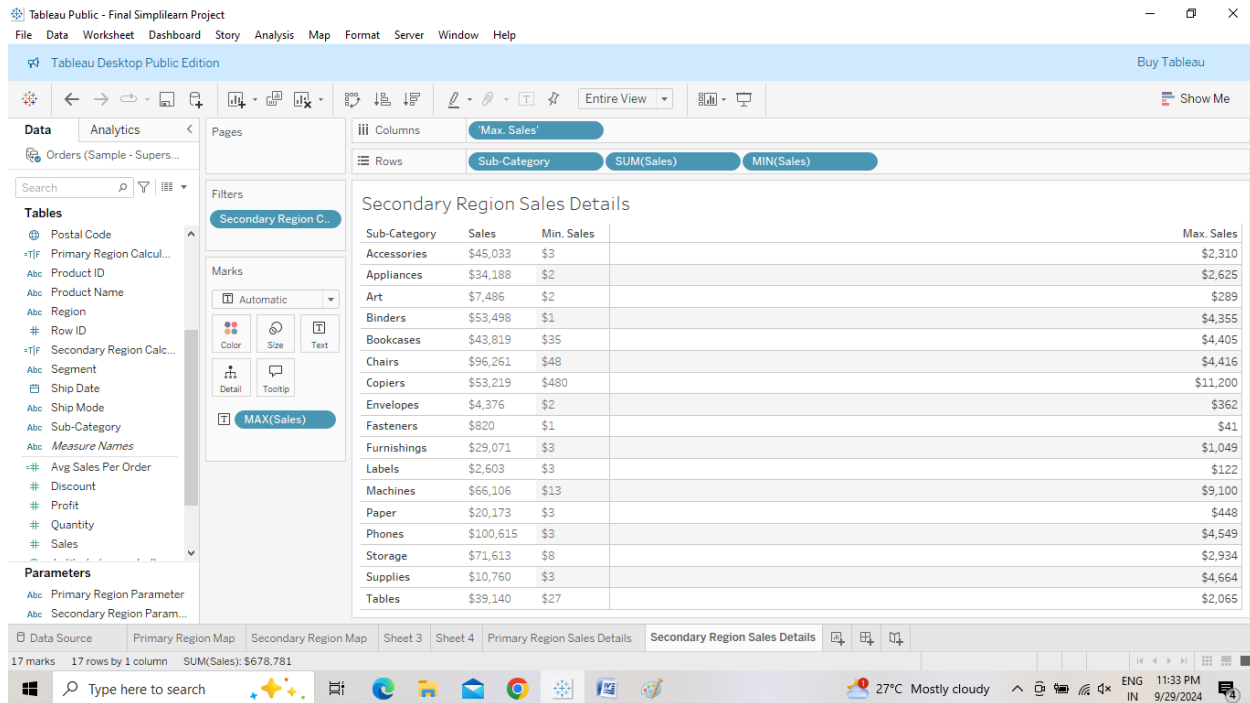 Tableau Public - Final Simplilearn Project
File Data Worksheet Dashboard Story Analysis Map Format Server Window Help
Tableau Desktop Public Edition Buy Tableau
Entire View Show Me
Data Analytics
Orders (Sample - Supers...
Search
Tables
Postal Code
=T|F Primary Region Calcul...
Abc Product ID
Abc Product Name
Abc Region
# Row ID
=T|F Secondary Region Calc...
Abc Segment
Ship Date
Abc Ship Mode
Abc Sub-Category
Abc Measure Names
=# Avg Sales Per Order
# Discount
# Profit
# Quantity
# Sales
Parameters
Abc Primary Region Parameter
Abc Secondary Region Param...
Pages
Filters
Secondary Region C..
Marks
Automatic
Color Size Text
Detail Tooltip
MAX(Sales)
Columns 'Max. Sales'
Rows Sub-Category SUM(Sales) MIN(Sales)
Secondary Region Sales Details
Sub-Category Sales Min. Sales Max. Sales
Accessories $45,033 $3 $2,310
Appliances $34,188 $2 $2,625
Art $7,486 $2 $289
Binders $53,498 $1 $4,355
Bookcases $43,819 $35 $4,405
Chairs $96,261 $48 $4,416
Copiers $53,219 $480 $11,200
Envelopes $4,376 $2 $362
Fasteners $820 $1 $41
Furnishings $29,071 $3 $1,049
Labels $2,603 $3 $122
Machines $66,106 $13 $9,100
Paper $20,173 $3 $448
Phones $100,615 $3 $4,549
Storage $71,613 $8 $2,934
Supplies $10,760 $3 $4,664
Tables $39,140 $27 $2,065
Data Source Primary Region Map Secondary Region Map Sheet 3 Sheet 4 Primary Region Sales Details Secondary Region Sales Details
17 marks 17 rows by 1 column SUM(Sales): $678,781
Type here to search
1 27°C Mostly cloudy
ENG 11:33 PM
IN 9/29/2024 4